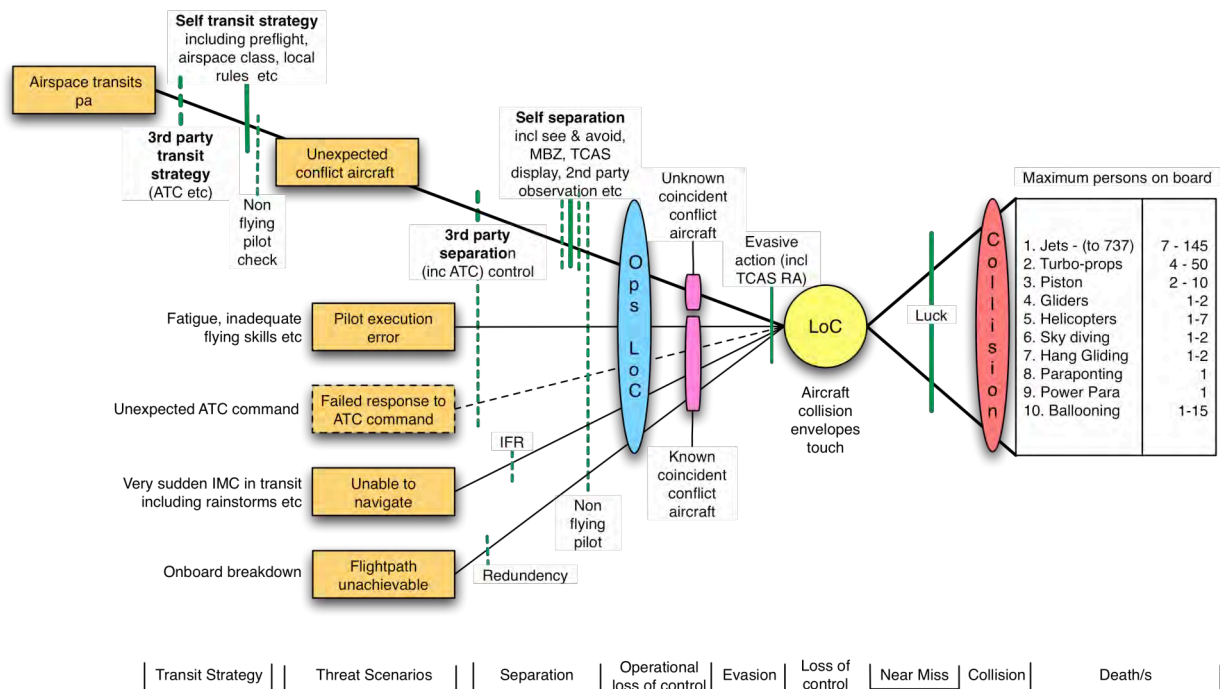 Self transit strategy
including preflight,
airspace class, local
rules  etc
Airspace transits
pa
3rd party
transit
strategy
(ATC etc)
Non
flying
pilot
check
Unexpected
conflict aircraft
Self separation
incl see & avoid,
MBZ, TCAS
display, 2nd party
observation etc
3rd party
separation
(inc ATC) control
Unknown
coincident
conflict
aircraft
Evasive
action (incl
TCAS RA)
Ops LoC
Fatigue, inadequate
flying skills etc
Pilot execution
error
Unexpected ATC command
Failed response to
ATC command
IFR
Very sudden IMC in transit
including rainstorms etc
Unable to
navigate
Onboard breakdown
Flightpath
unachievable
Redundency
Non
flying
pilot
Known
coincident
conflict
aircraft
LoC
Aircraft
collision
envelopes
touch
Luck
Collision
Maximum persons on board
1. Jets - (to 737) 7 - 145
2. Turbo-props 4 - 50
3. Piston 2 - 10
4. Gliders 1-2
5. Helicopters 1-7
6. Sky diving 1-2
7. Hang Gliding 1-2
8. Paraponting 1
9. Power Para 1
10. Ballooning 1-15
Transit Strategy
Threat Scenarios
Separation
Operational
loss of control
Evasion
Loss of
control
Near Miss
Collision
Death/s